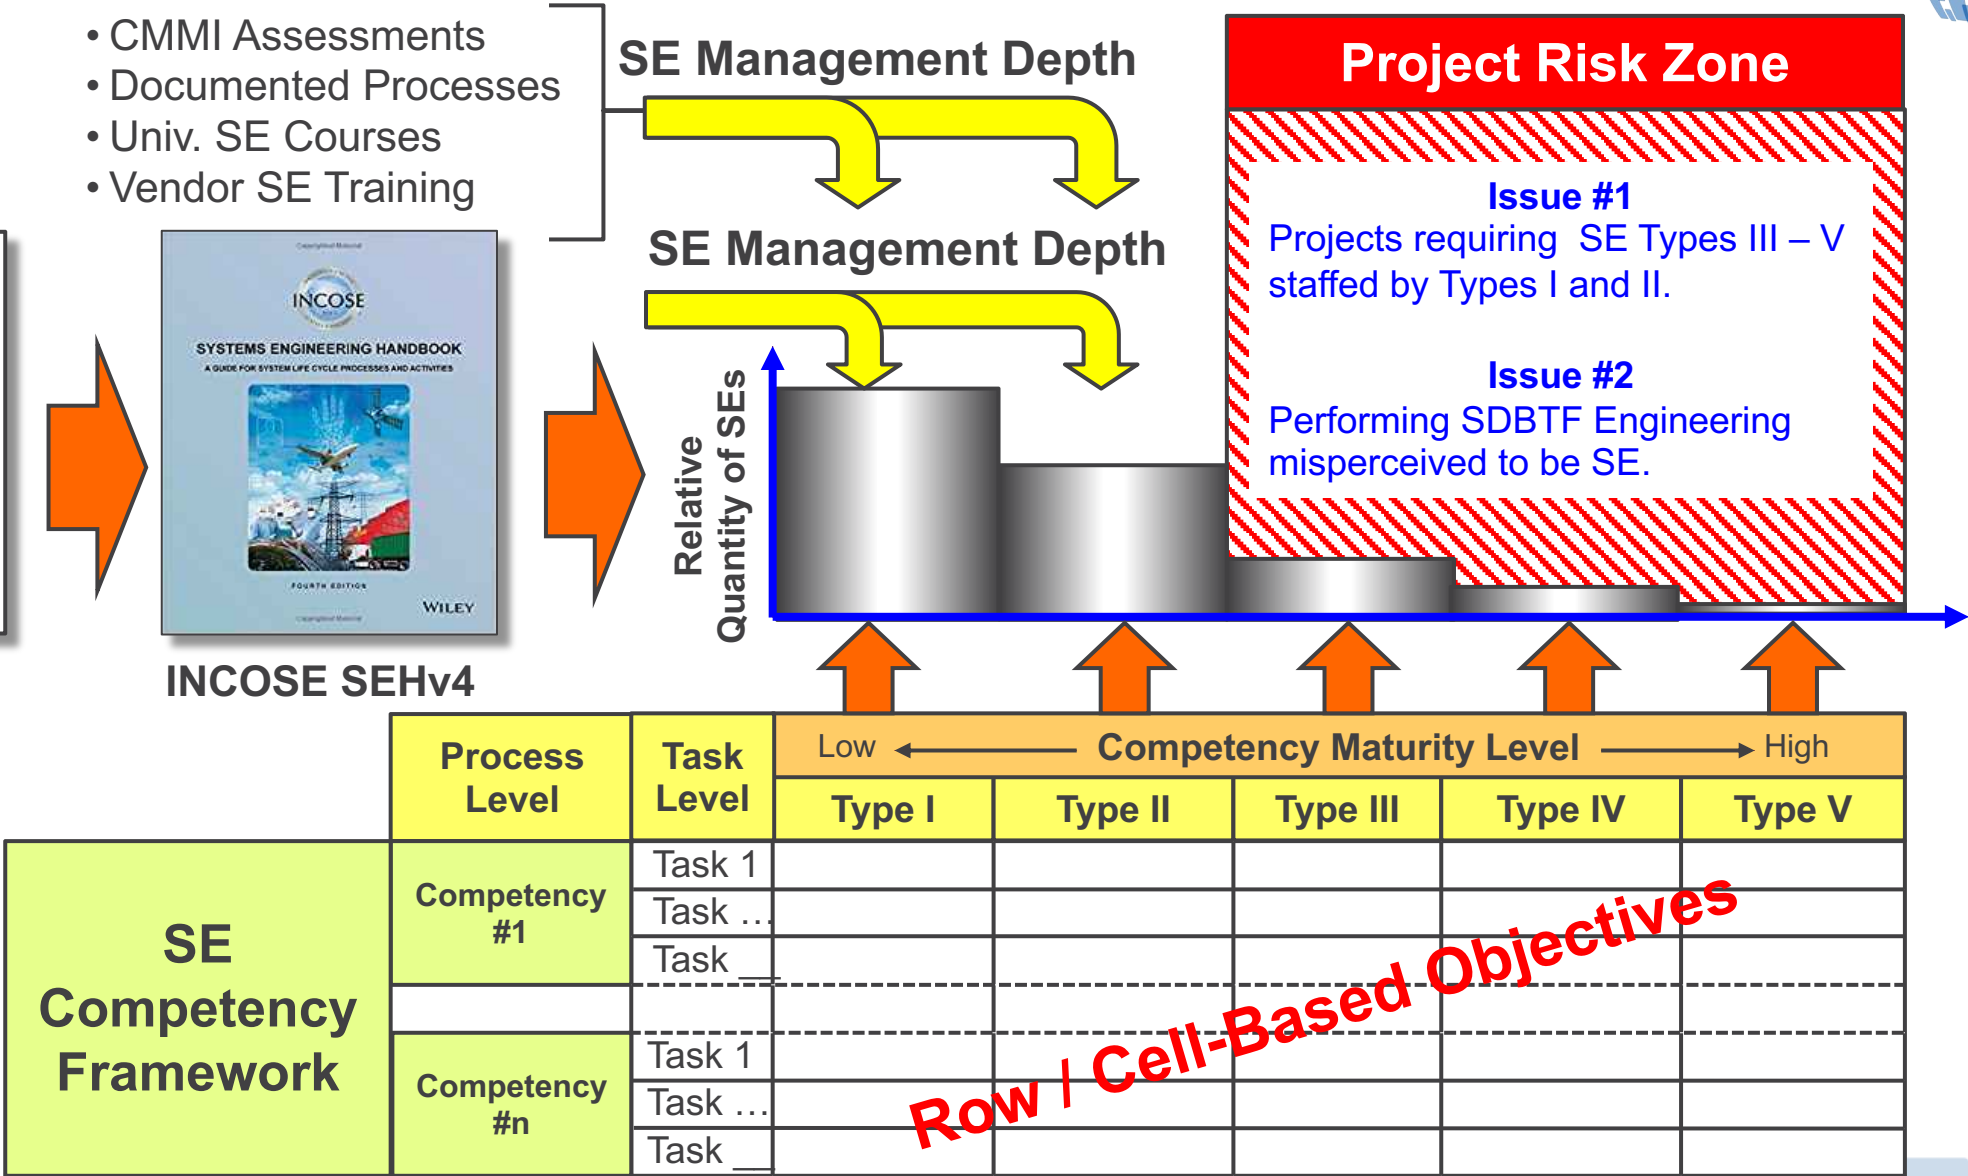 • CMMI Assessments
• Documented Processes
• Univ. SE Courses
• Vendor SE Training
SE Management Depth
SE Management Depth
Project Risk Zone
Issue #1
Projects requiring SE Types III – V
staffed by Types I and II.
Issue #2
Performing SDBTF Engineering
misperceived to be SE.
Copyrighted Material
INCOSE
SYSTEMS ENGINEERING HANDBOOK
A GUIDE FOR SYSTEM LIFE CYCLE PROCESSES AND ACTIVITIES
FOURTH EDITION
WILEY
Copyrighted Material
INCOSE SEHv4
Relative
Quantity of SEs
Process
Level
Task
Level
Low
Competency Maturity Level
High
Type I
Type II
Type III
Type IV
Type V
SE
Competency
Framework
Competency
#1
Task 1
Task ...
Task __
Competency
#n
Task 1
Task ...
Task __
Row / Cell-Based Objectives